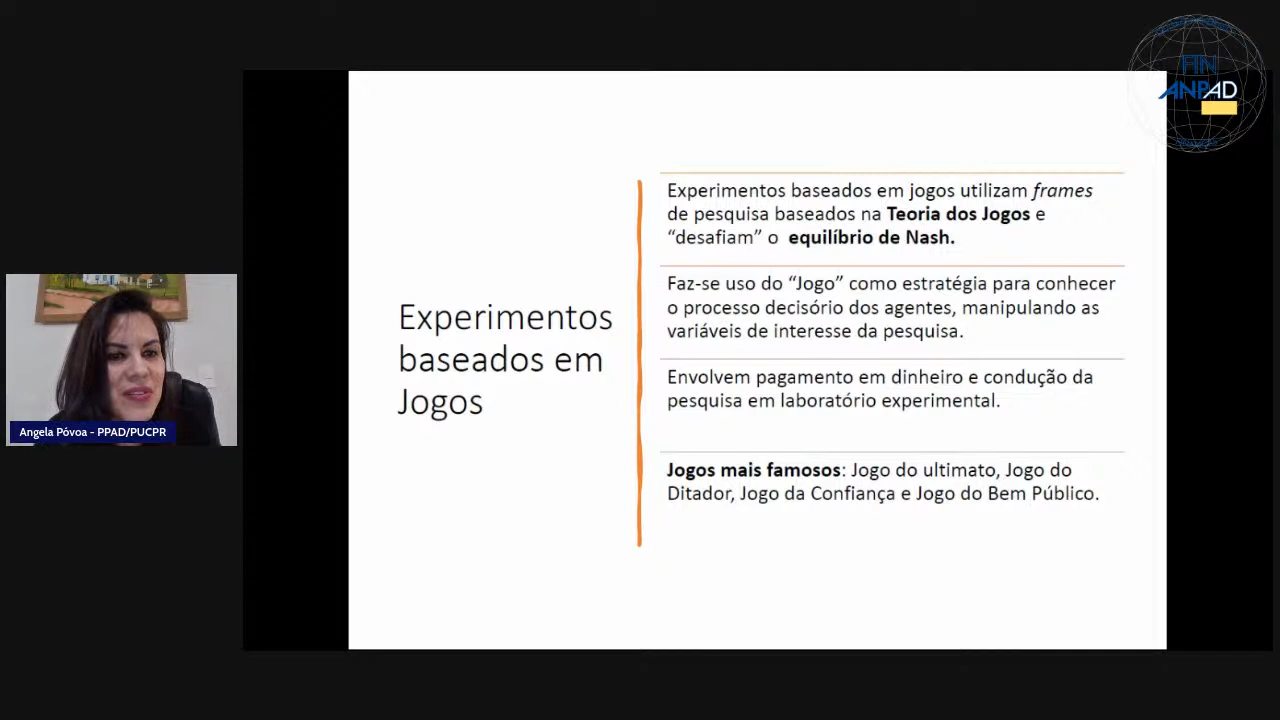 FIN
ANPAD
Experimentos baseados em jogos utilizam frames
de pesquisa baseados na Teoria dos Jogos e
“desafiam” o equilíbrio de Nash.
Faz-se uso do “Jogo” como estratégia para conhecer
o processo decisório dos agentes, manipulando as
variáveis de interesse da pesquisa.
Experimentos
baseados em
Jogos
Envolvem pagamento em dinheiro e condução da
pesquisa em laboratório experimental.
Jogos mais famosos: Jogo do ultimato, Jogo do
Ditador, Jogo da Confiança e Jogo do Bem Público.
Angela Póvoa - PPAD/PUCPR